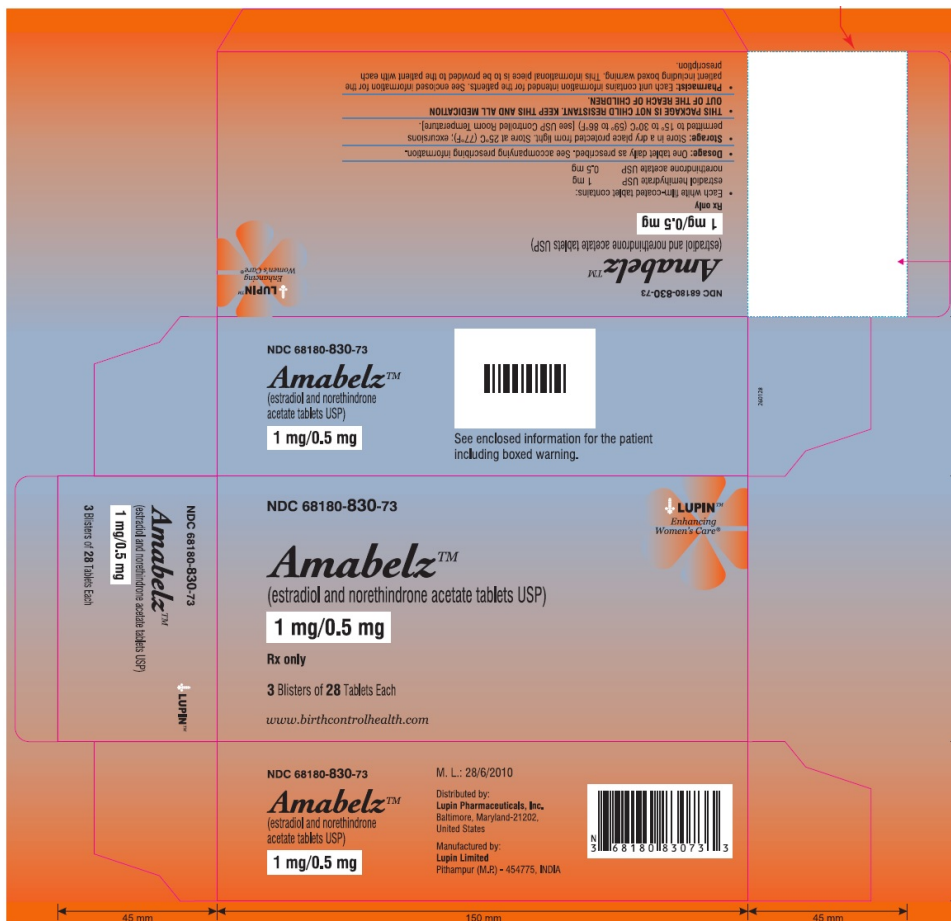 NDC 68180-830-73
Amabelz™
(estradiol and norethindrone acetate tablets USP)
1 mg/0.5 mg
Rx only
• Each white film-coated tablet contains:
estradiol hemihydrate USP 1 mg
norethindrone acetate USP 0.5 mg
• Dosage: One tablet daily as prescribed. See accompanying prescribing information.
• Storage: Store in a dry place protected from light. Store at 25°C (77°F); excursions
permitted to 15° to 30°C (59° to 86°F) [see USP Controlled Room Temperature].
• THIS PACKAGE IS NOT CHILD RESISTANT. KEEP THIS AND ALL MEDICATION
OUT OF THE REACH OF CHILDREN.
• Pharmacist: Each unit contains information intended for the patients. See enclosed information for the
patient including boxed warning. This informational piece is to be provided to the patient with each
prescription.
LUPIN™
Enhancing
Women's Care®
NDC 68180-830-73
Amabelz™
(estradiol and norethindrone
acetate tablets USP)
1 mg/0.5 mg
See enclosed information for the patient
including boxed warning.
260128
NDC 68180-830-73
Amabelz™
(estradiol and norethindrone acetate tablets USP)
1 mg/0.5 mg
3 Blisters of 28 Tablets Each
LUPIN™
NDC 68180-830-73
Amabelz™
(estradiol and norethindrone acetate tablets USP)
1 mg/0.5 mg
Rx only
3 Blisters of 28 Tablets Each
www.birthcontrolhealth.com
LUPIN™
Enhancing
Women's Care®
NDC 68180-830-73
Amabelz™
(estradiol and norethindrone
acetate tablets USP)
1 mg/0.5 mg
M. L.: 28/6/2010
Distributed by:
Lupin Pharmaceuticals, Inc.
Baltimore, Maryland-21202,
United States
Manufactured by:
Lupin Limited
Pithampur (M.P.) - 454775, INDIA
N
3 68180 83073 3
45 mm
150 mm
45 mm